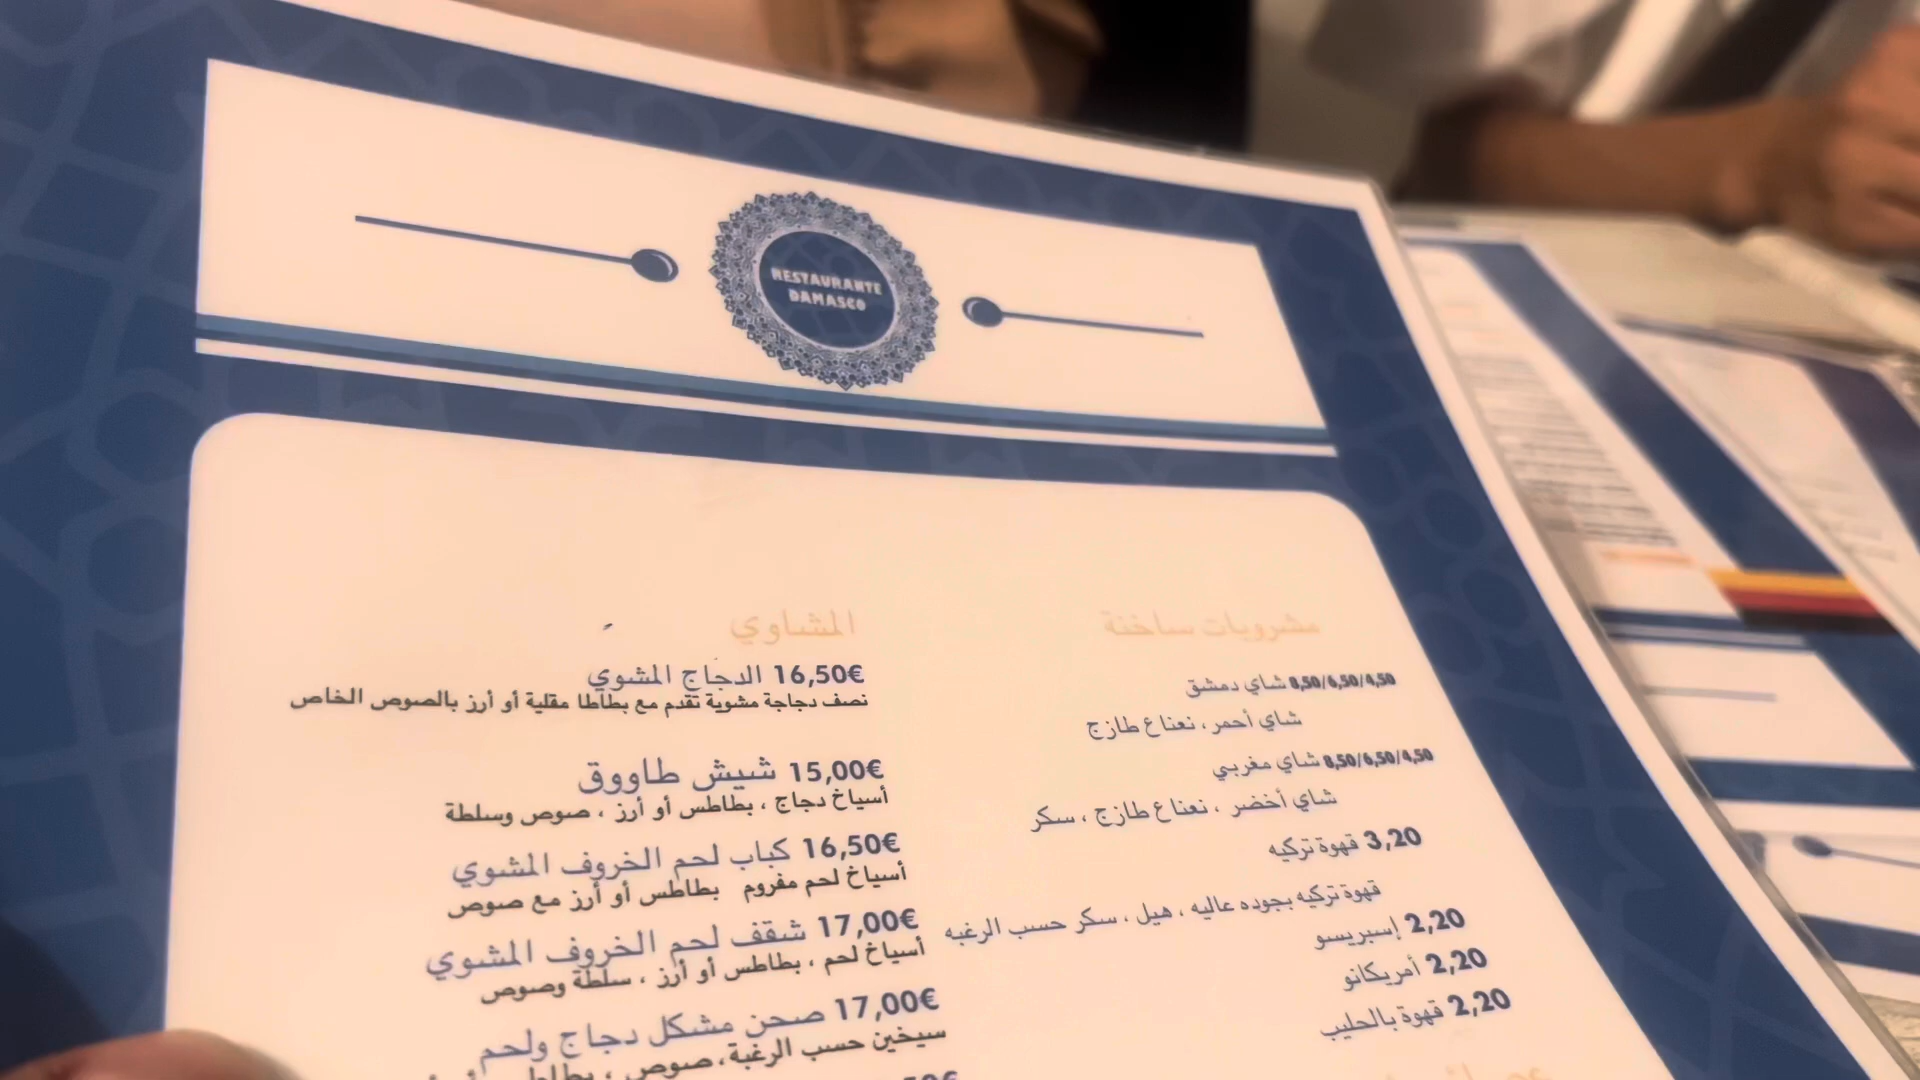 RESTAURANTE
DAMASCO
مشروبات ساخنة
8,50/6,50/4,50 شاي دمشق
شاي أحمر ، نعناع طازج
8,50/6,50/4,50 شاي مغربي
شاي أخضر ، نعناع طازج ، سكر
3,20 قهوة تركيه
قهوة تركيه بجوده عاليه ، هيل ، سكر حسب الرغبه
2,20 إسبريسو
2,20 أمريكانو
2,20 قهوة بالحليب
المشاوي
16,50€ الدجاج المشوي
نصف دجاجة مشوية تقدم مع بطاطا مقلية أو أرز بالصوص الخاص
15,00€ شيش طاووق
أسياخ دجاج ، بطاطس أو أرز ، صوص وسلطة
16,50€ كباب لحم الخروف المشوي
أسياخ لحم مفروم بطاطس أو أرز مع صوص
17,00€ شقف لحم الخروف المشوي
أسياخ لحم ، بطاطس أو أرز ، سلطة وصوص
17,00€ صحن مشكل دجاج ولحم
سيخين حسب الرغبة، صوص ،